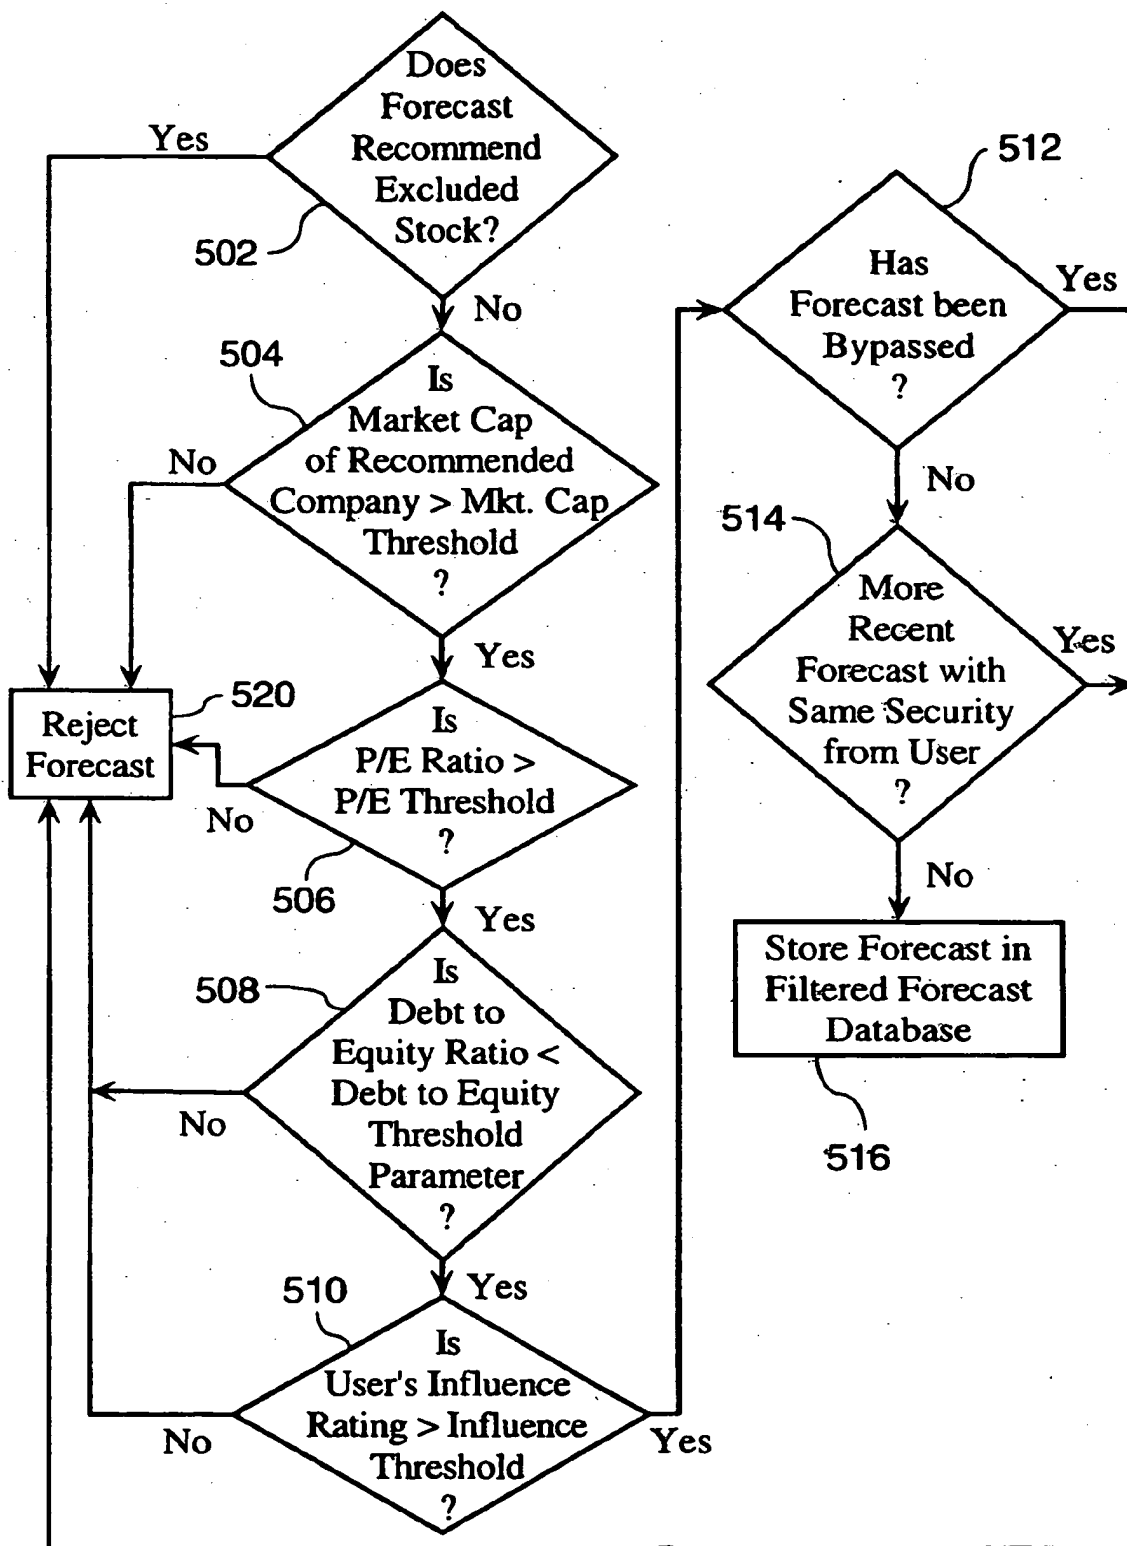 Does
Forecast
Recommend
Excluded
Stock?
Yes
502
No
504
Is
Market Cap
of Recommended
Company > Mkt. Cap
Threshold
?
No
Yes
Reject
Forecast
520
Is
P/E Ratio >
P/E Threshold
?
No
506
Yes
508
Is
Debt to
Equity Ratio <
Debt to Equity
Threshold
Parameter
?
No
Yes
510
Is
User's Influence
Rating > Influence
Threshold
?
No
Yes
512
Has
Forecast been
Bypassed
?
Yes
No
514
More
Recent
Forecast with
Same Security
from User
?
Yes
No
Store Forecast in
Filtered Forecast
Database
516